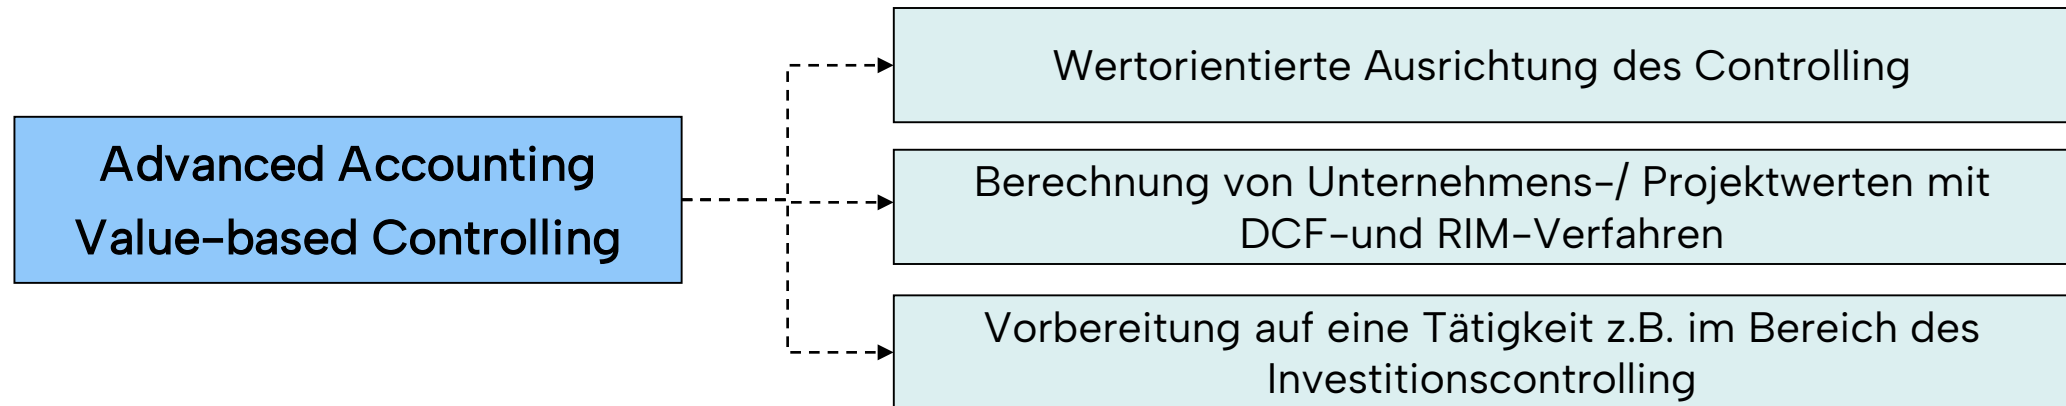 Advanced Accounting
Value-based Controlling
Wertorientierte Ausrichtung des Controlling
Berechnung von Unternehmens-/ Projektwerten mit
DCF-und RIM-Verfahren
Vorbereitung auf eine Tätigkeit z.B. im Bereich des
Investitionscontrolling